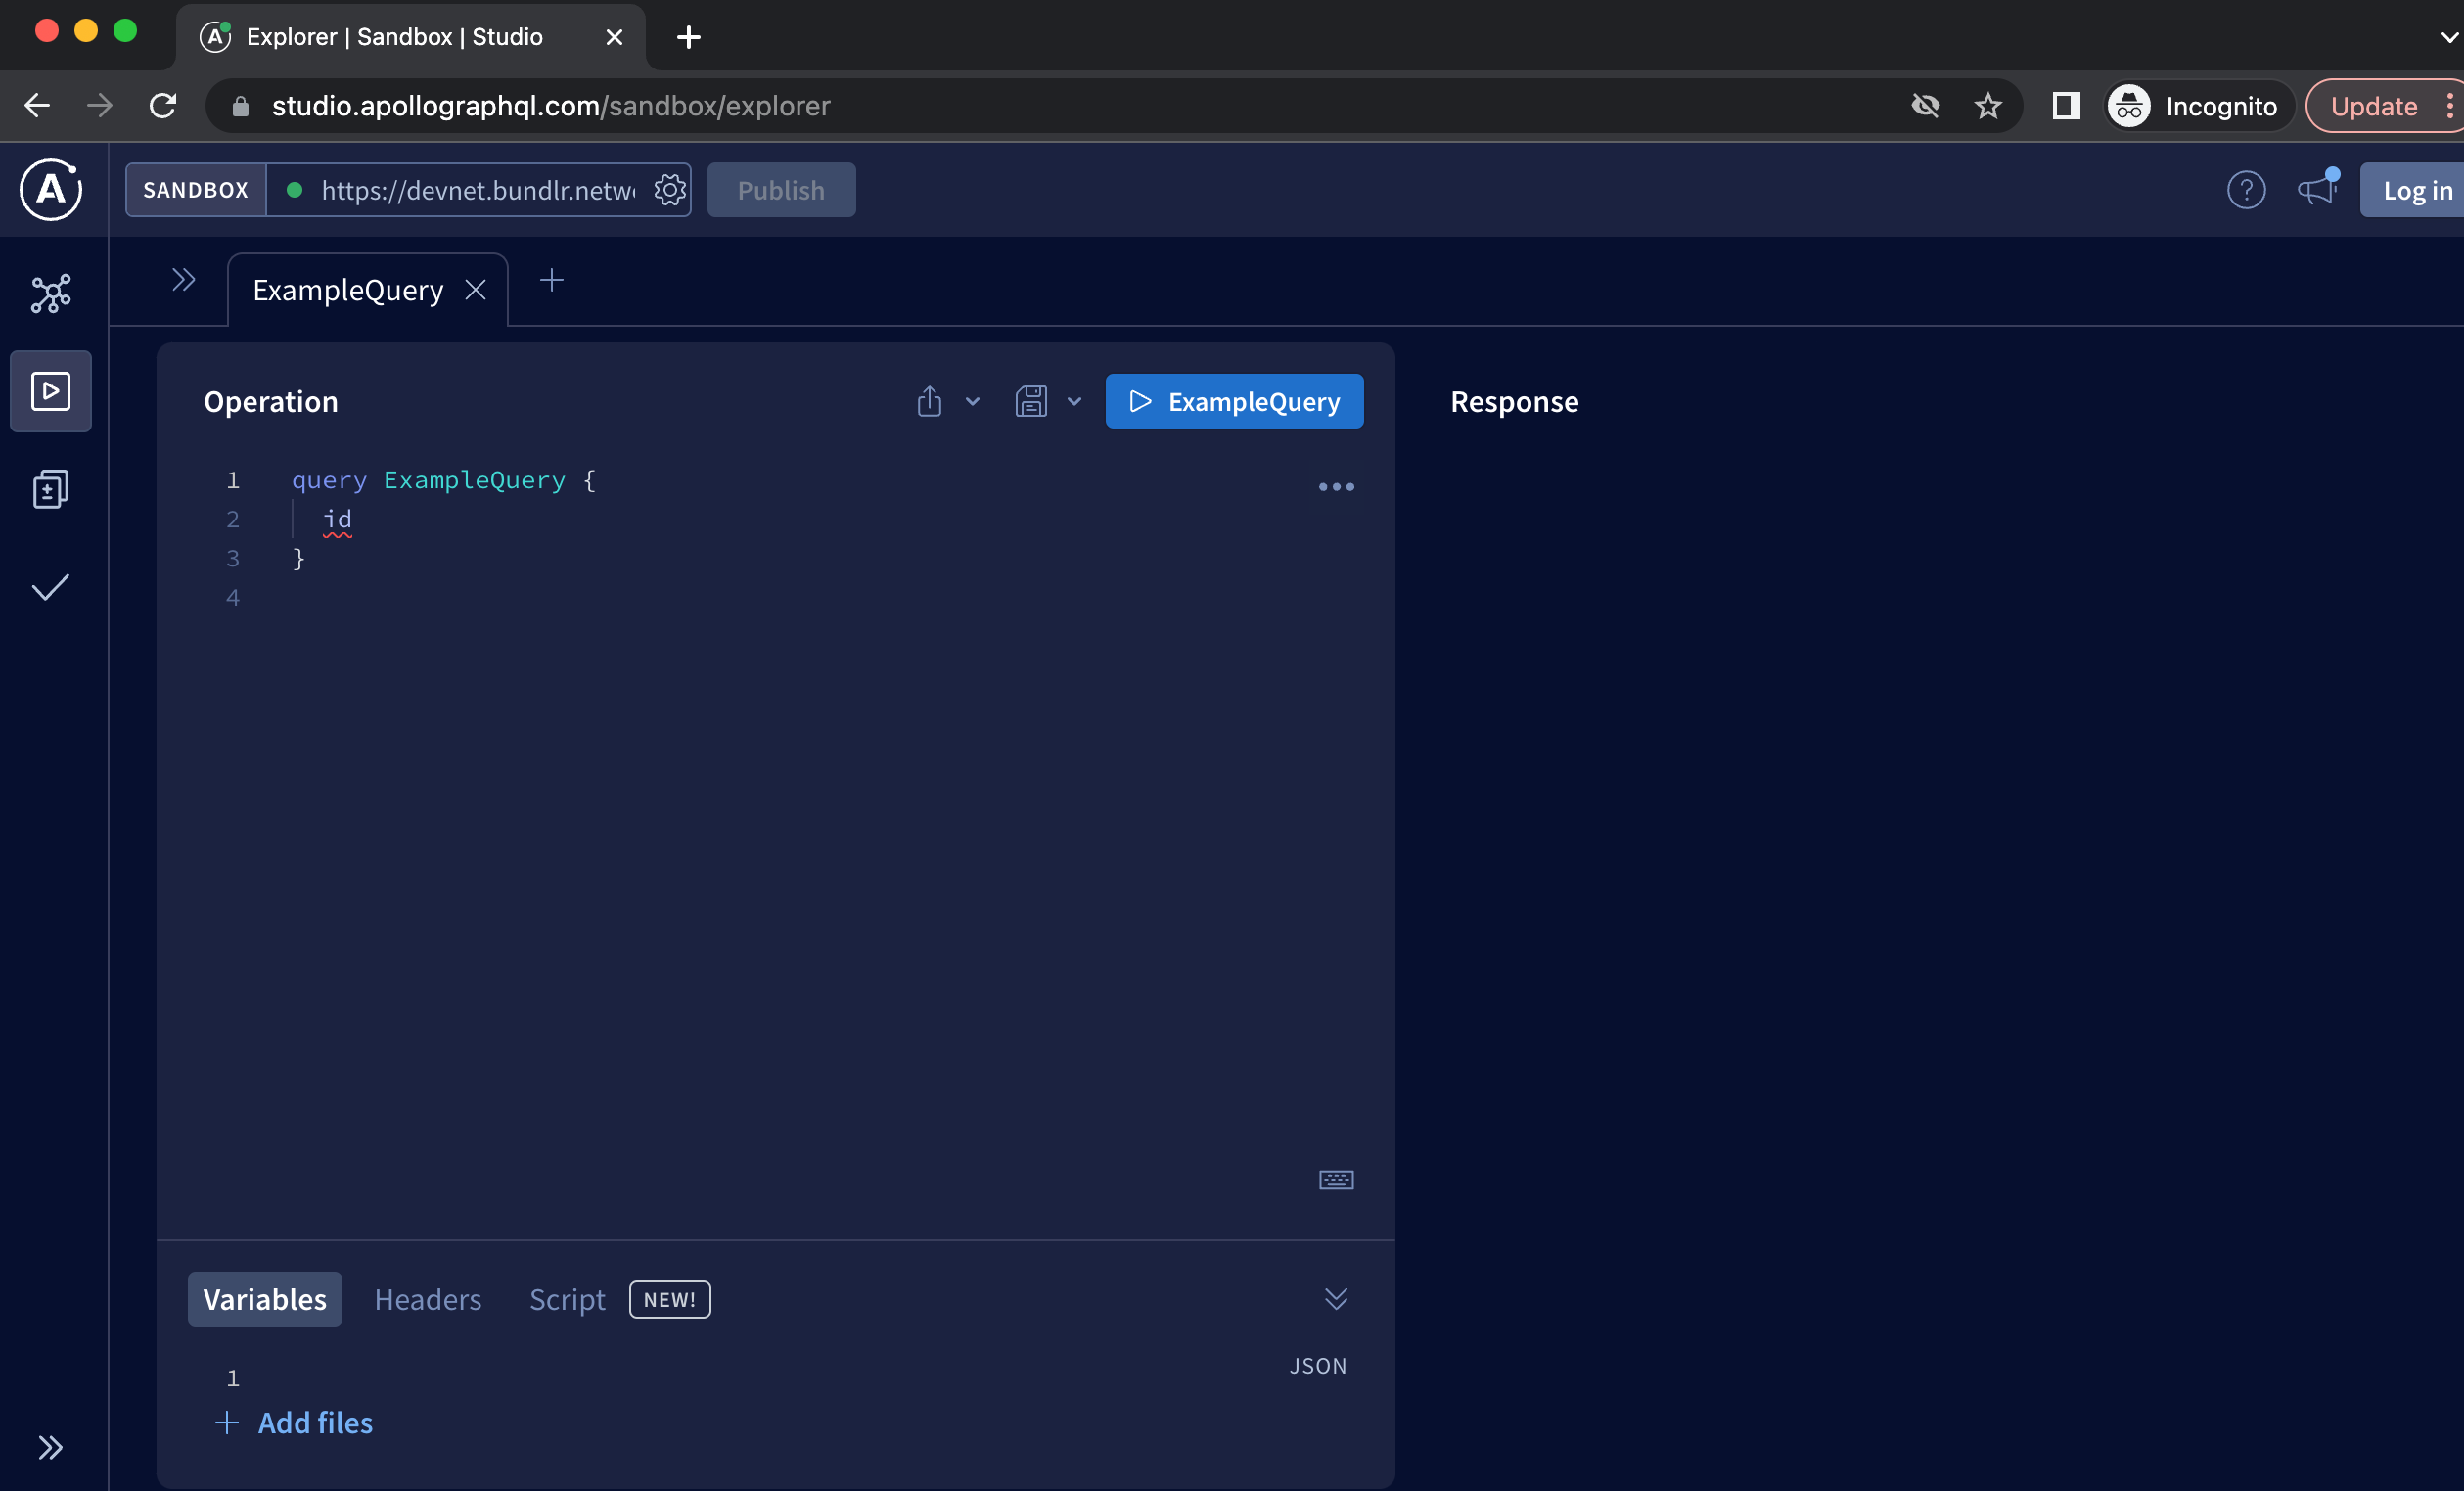 Explorer | Sandbox | Studio
studio.apollographql.com/sandbox/explorer
Incognito
Update
A
SANDBOX
https://devnet.bundlr.netw
Publish
?
Log in
ExampleQuery
Operation
ExampleQuery
Response
1 query ExampleQuery {
2 id
3 }
4
Variables
Headers
Script
NEW!
1
JSON
Add files